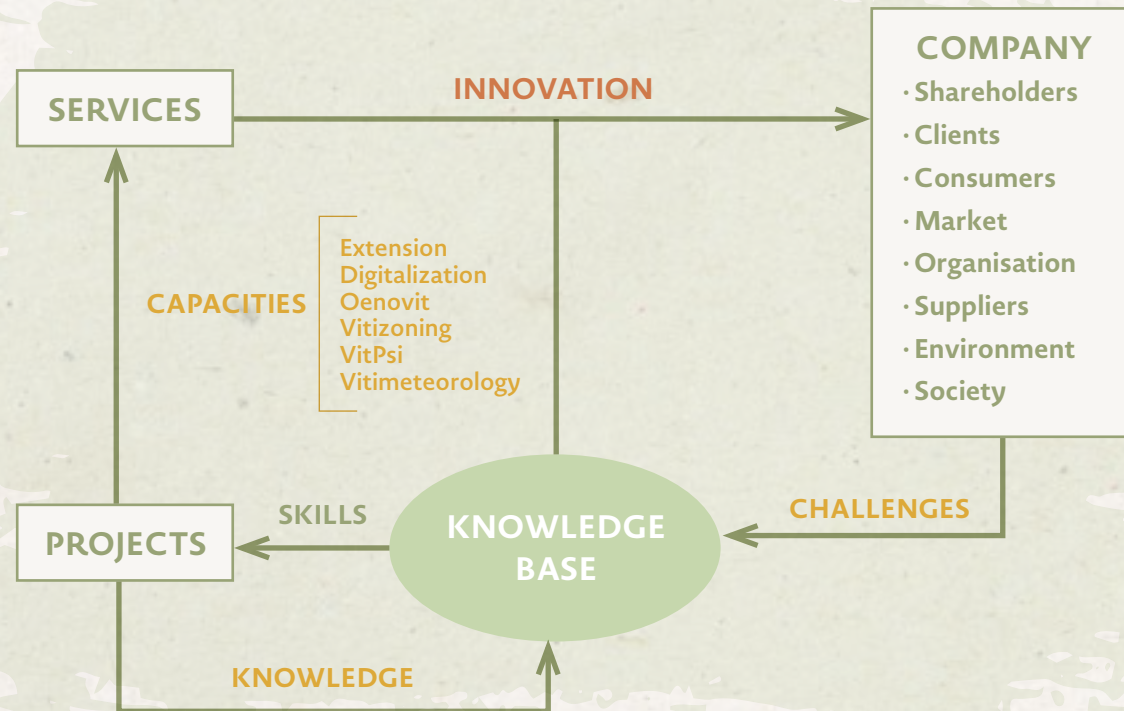 COMPANY
· Shareholders
· Clients
· Consumers
· Market
· Organisation
· Suppliers
· Environment
· Society
INNOVATION
SERVICES
CAPACITIES
Extension
Digitalization
Oenovit
Vitizoning
VitPsi
Vitimeteorology
SKILLS
PROJECTS
KNOWLEDGE
BASE
CHALLENGES
KNOWLEDGE